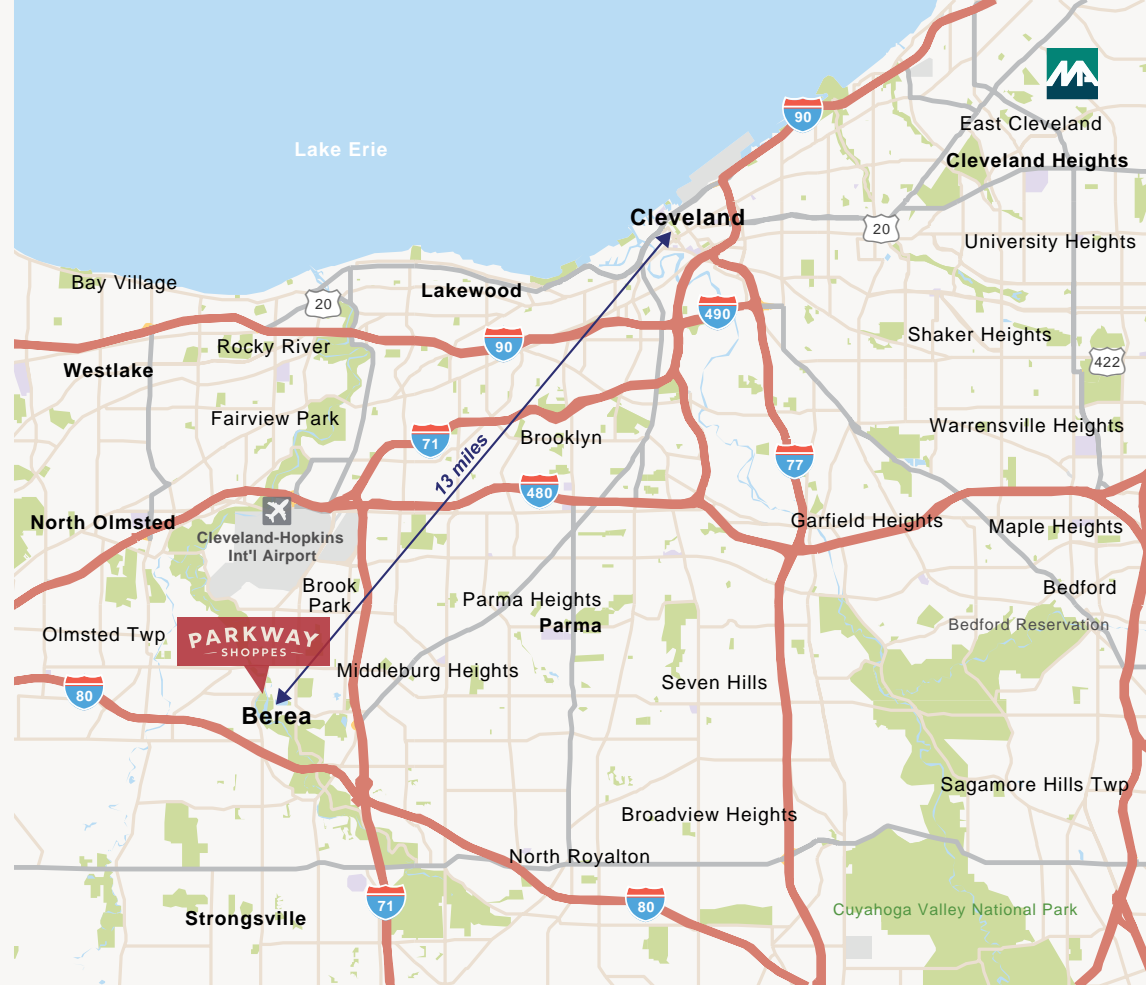 MA
90
East Cleveland
Lake Erie
Cleveland Heights
Cleveland
20
University Heights
Bay Village
Lakewood
20
490
Shaker Heights
90
Rocky River
422
Westlake
Fairview Park
Warrensville Heights
71
Brooklyn
13 miles
77
480
North Olmsted
Garfield Heights
Maple Heights
Cleveland-Hopkins
Int'l Airport
Brook
Park
Bedford
Parma Heights
Parma
Bedford Reservation
Olmsted Twp
PARKWAY
SHOPPES
Middleburg Heights
Seven Hills
80
Berea
Sagamore Hills Twp
Broadview Heights
North Royalton
71
80
Strongsville
Cuyahoga Valley National Park